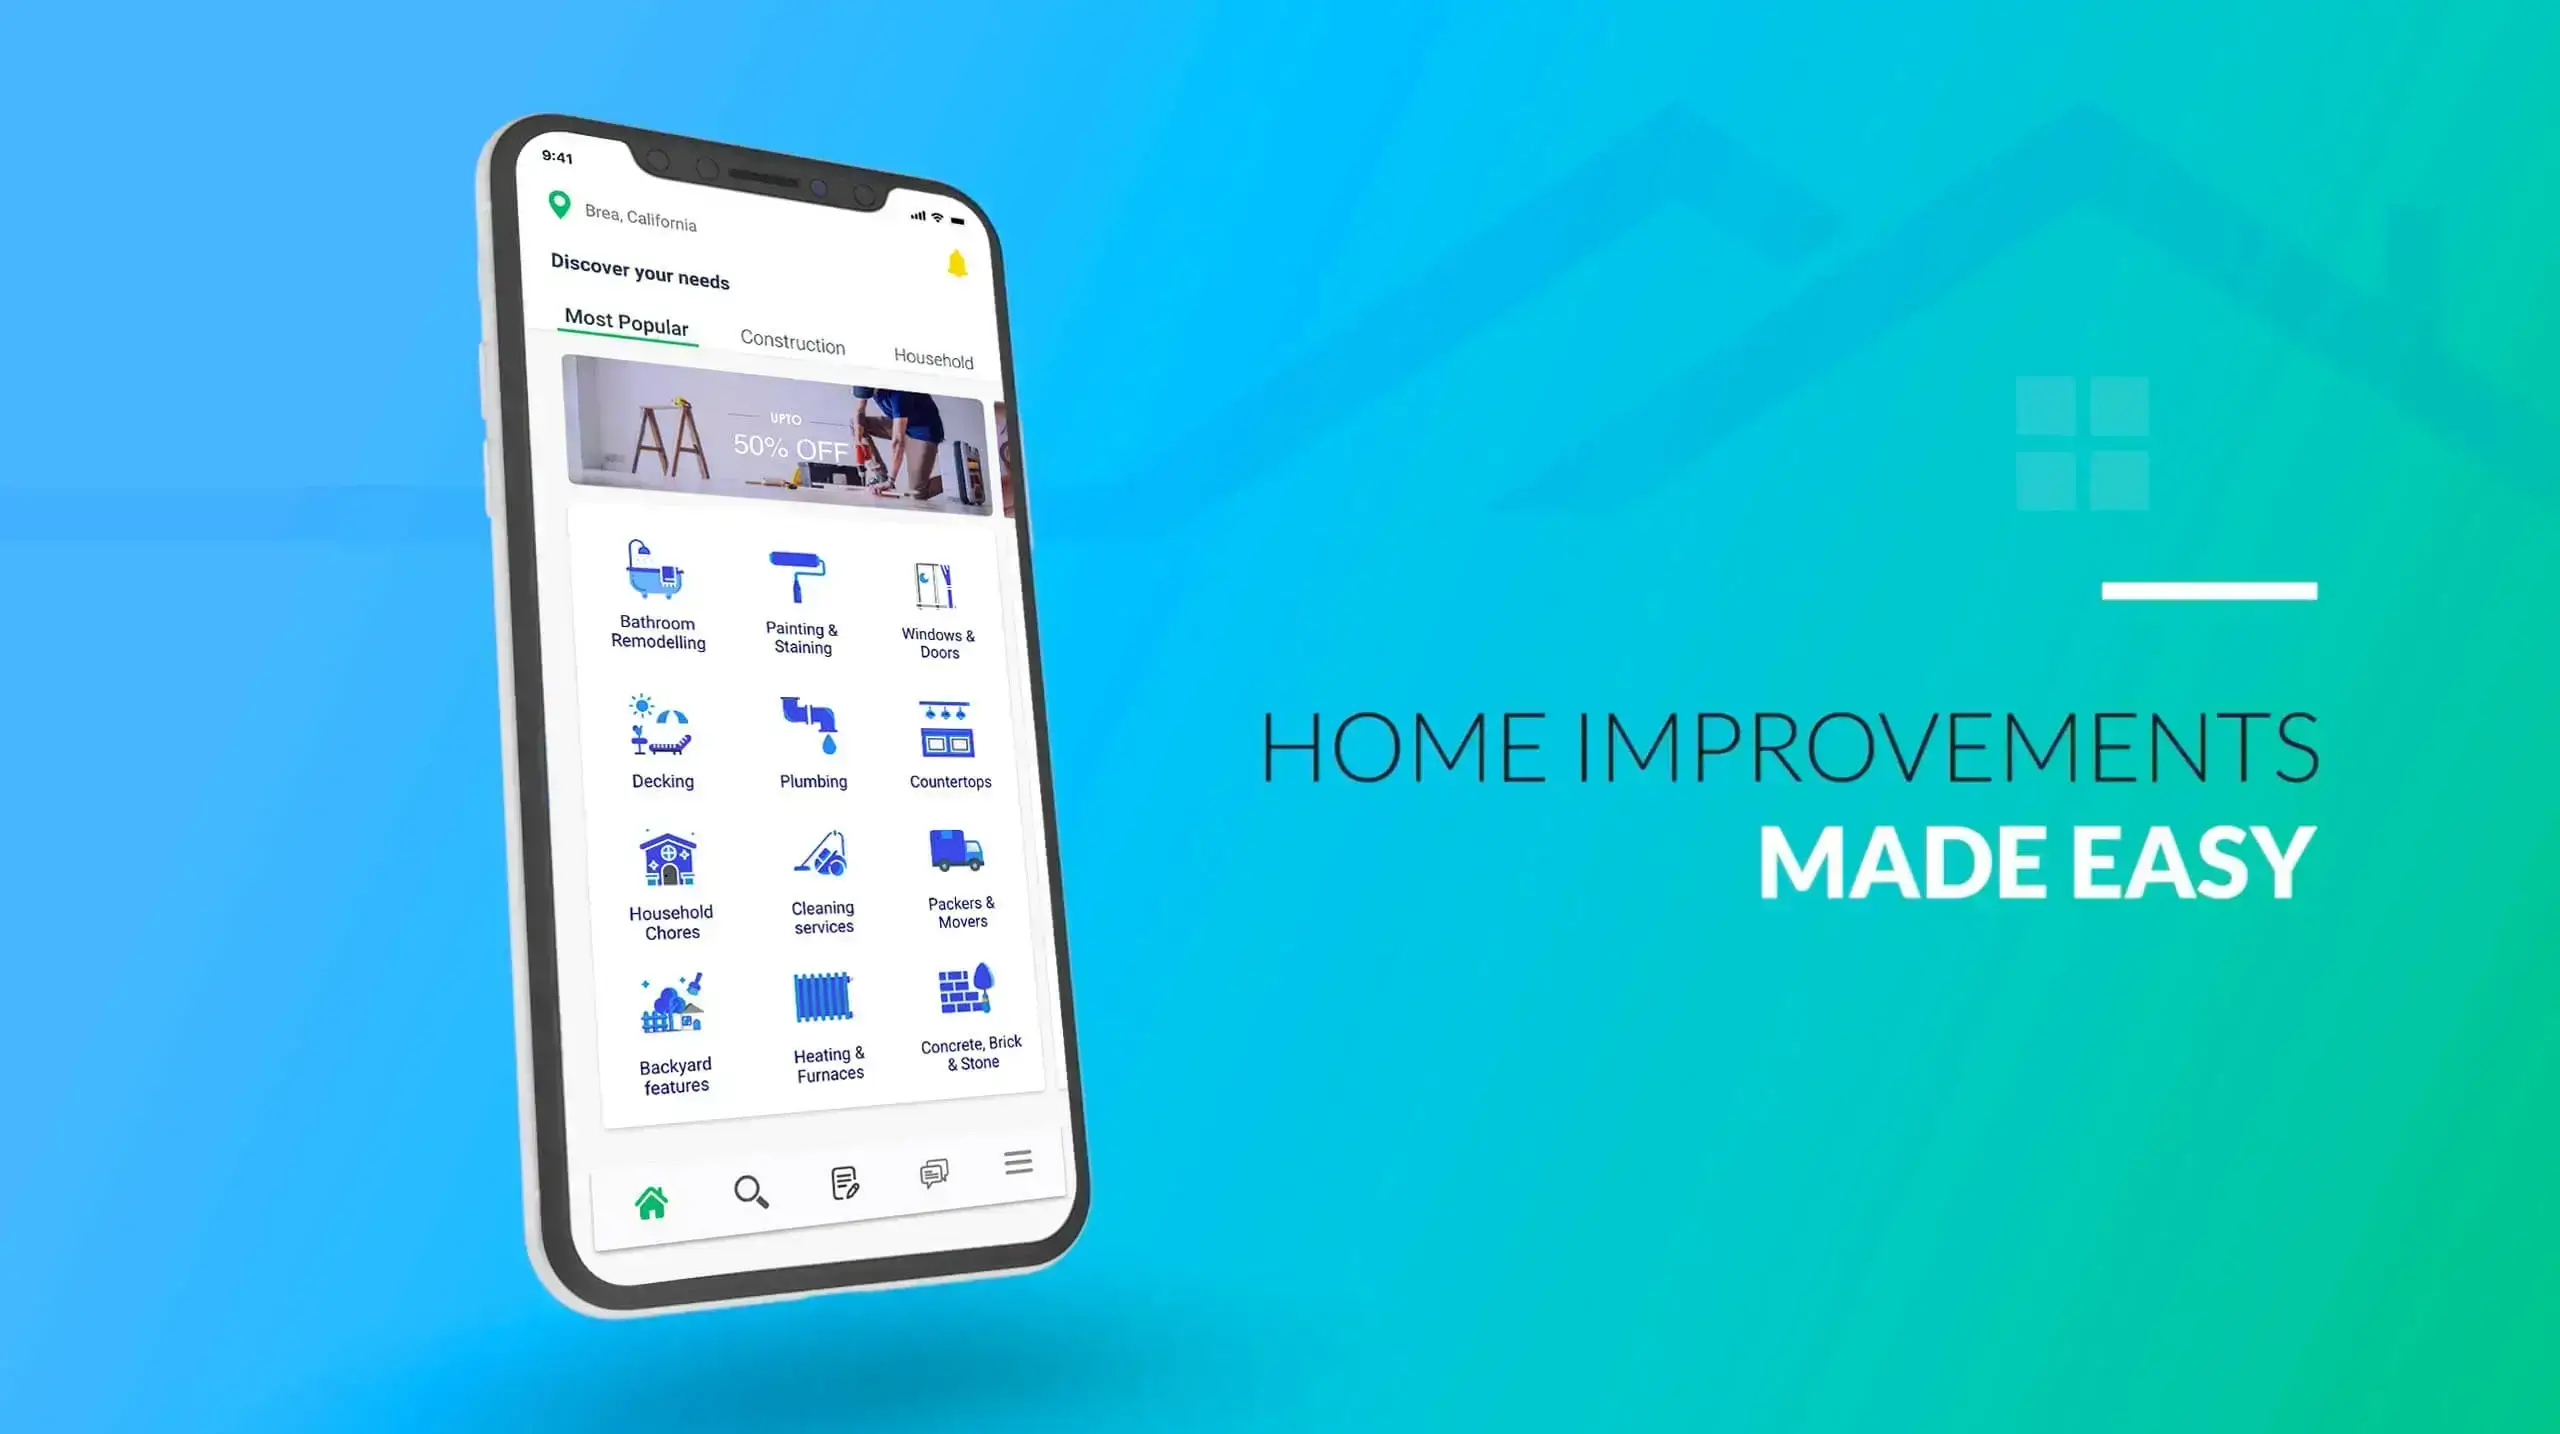 9:41
Brea, California
Discover your needs
Most Popular
Construction
Household
UPTO
50% OFF
Bathroom
Remodelling
Painting &
Staining
Windows &
Doors
Decking
Plumbing
Countertops
Household
Chores
Cleaning
services
Packers &
Movers
Backyard
features
Heating &
Furnaces
Concrete, Brick
& Stone
HOME IMPROVEMENTS
MADE EASY